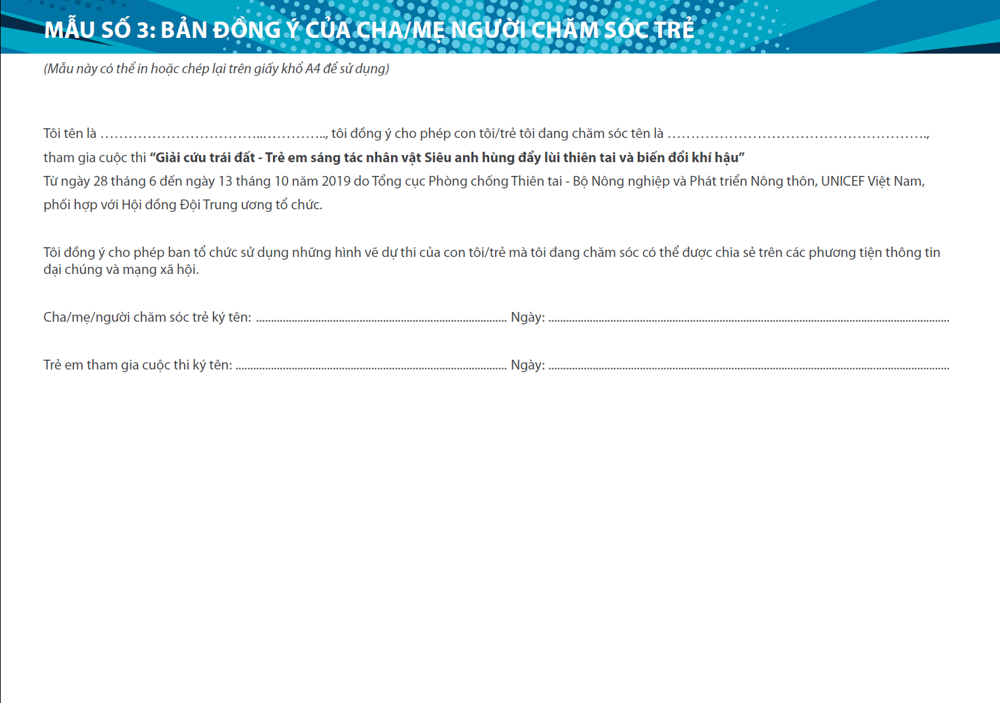 MẪU SỐ 3: BẢN ĐỒNG Ý CỦA CHA/MẸ NGƯỜI CHĂM SÓC TRẺ
(Mẫu này có thể in hoặc chép lại trên giấy khổ A4 để sử dụng)
Tôi tên là ……………………………...………….., tôi đồng ý cho phép con tôi/trẻ tôi đang chăm sóc tên là ……………………………………………….,
tham gia cuộc thi “Giải cứu trái đất - Trẻ em sáng tác nhân vật Siêu anh hùng đẩy lùi thiên tai và biến đổi khí hậu”
Từ ngày 28 tháng 6 đến ngày 13 tháng 10 năm 2019 do Tổng cục Phòng chống Thiên tai - Bộ Nông nghiệp và Phát triển Nông thôn, UNICEF Việt Nam,
phối hợp với Hội đồng Đội Trung ương tổ chức.
Tôi đồng ý cho phép ban tổ chức sử dụng những hình vẽ dự thi của con tôi/trẻ mà tôi đang chăm sóc có thể được chia sẻ trên các phương tiện thông tin
đại chúng và mạng xã hội.
Cha/mẹ/người chăm sóc trẻ ký tên: ..................................................................................... Ngày: ........................................................................................................................................
Trẻ em tham gia cuộc thi ký tên: ............................................................................................ Ngày: ........................................................................................................................................